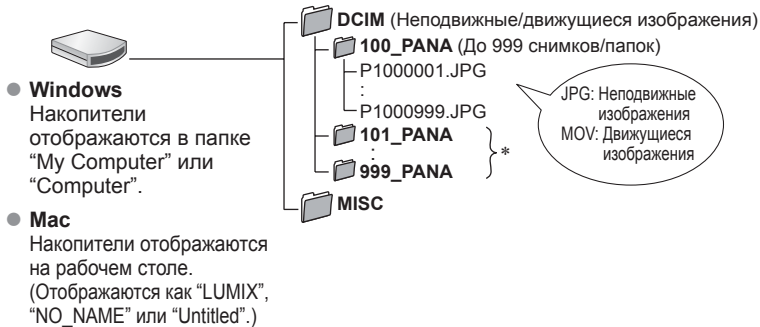 DCIM (Неподвижные/движущиеся изображения)
100_PANA (До 999 снимков/папок)
P1000001.JPG
:
P1000999.JPG
101_PANA
:
999_PANA
*
MISC
JPG: Неподвижные
изображения
MOV: Движущиеся
изображения
● Windows
Накопители
отображаются в папке
“My Computer” или
“Computer”.
● Mac
Накопители отображаются
на рабочем столе.
(Отображаются как “LUMIX”,
“NO_NAME” или “Untitled”.)